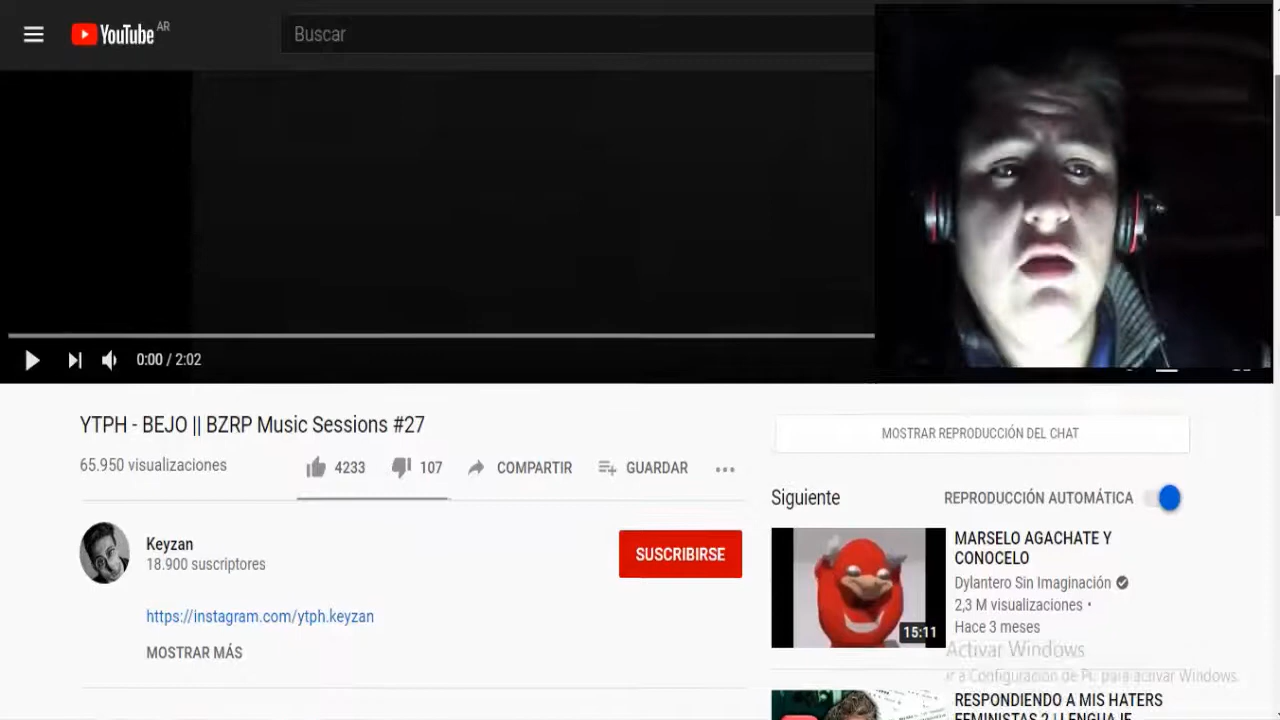 YouTube AR
Buscar
0:00 / 2:02
YTPH - BEJO || BZRP Music Sessions #27
65.950 visualizaciones
4233
107
COMPARTIR
GUARDAR
Keyzan
18.900 suscriptores
SUSCRIBIRSE
https://instagram.com/ytph.keyzan
MOSTRAR MÁS
MOSTRAR REPRODUCCIÓN DEL CHAT
Siguiente
REPRODUCCIÓN AUTOMÁTICA
15:11
MARSELO AGACHATE Y
CONOCELO
Dylantero Sin Imaginación
2,3 M visualizaciones •
Hace 3 meses
Activar Windows
Ir a Configuración de PC para activar Windows.
RESPONDIENDO A MIS HATERS
FEMINISTAS 2 | LENGUAJE